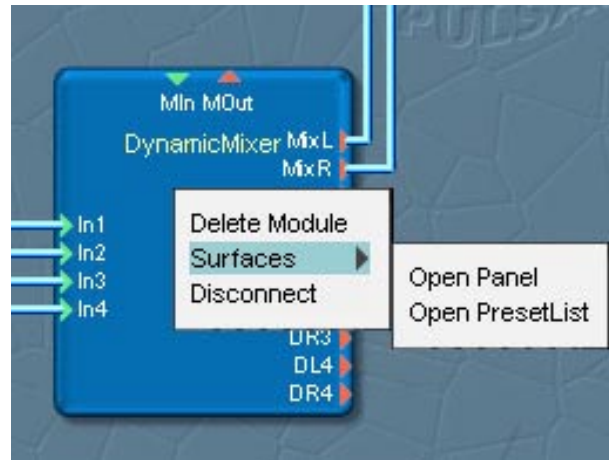 PULSAR
MIn MOut
DynamicMixer MixL
MixR
In1
In2
In3
In4
Delete Module
Surfaces
Disconnect
Open Panel
Open PresetList
DR3
DL4
DR4